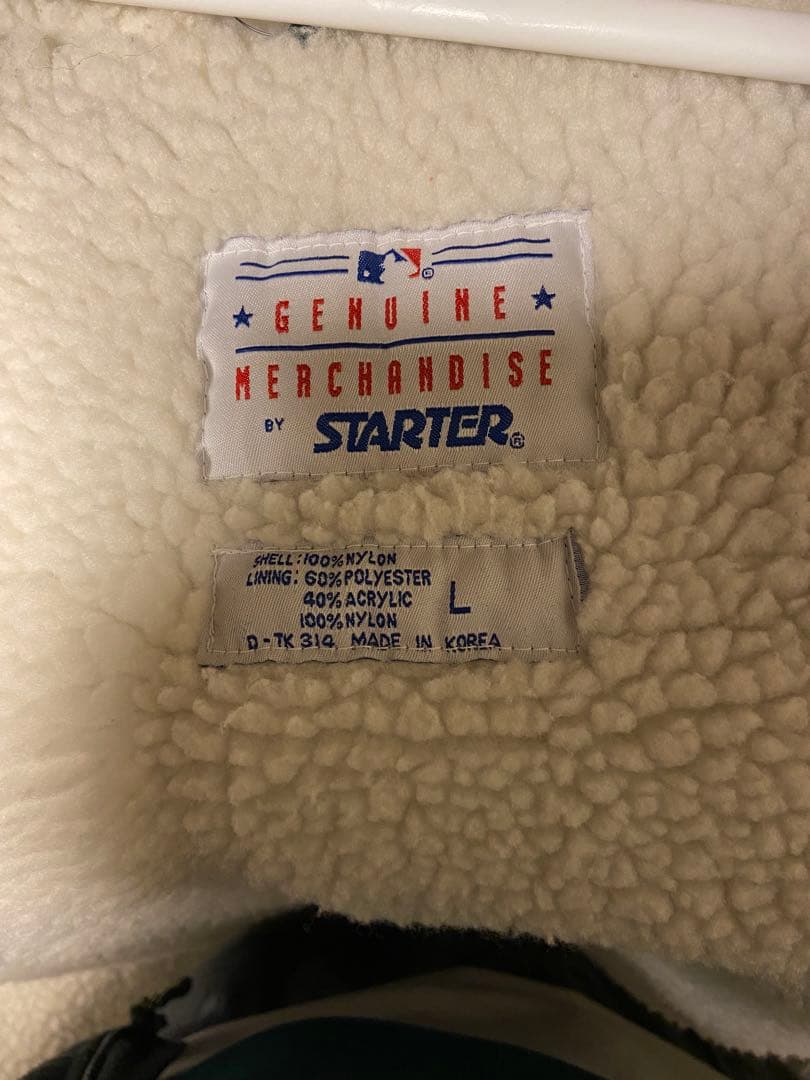 GENUINE
MERCHANDISE
BY STARTER®
SHELL: 100% NYLON
LINING: 60% POLYESTER
40% ACRYLIC
100% NYLON
L
D-TK 314 MADE IN KOREA